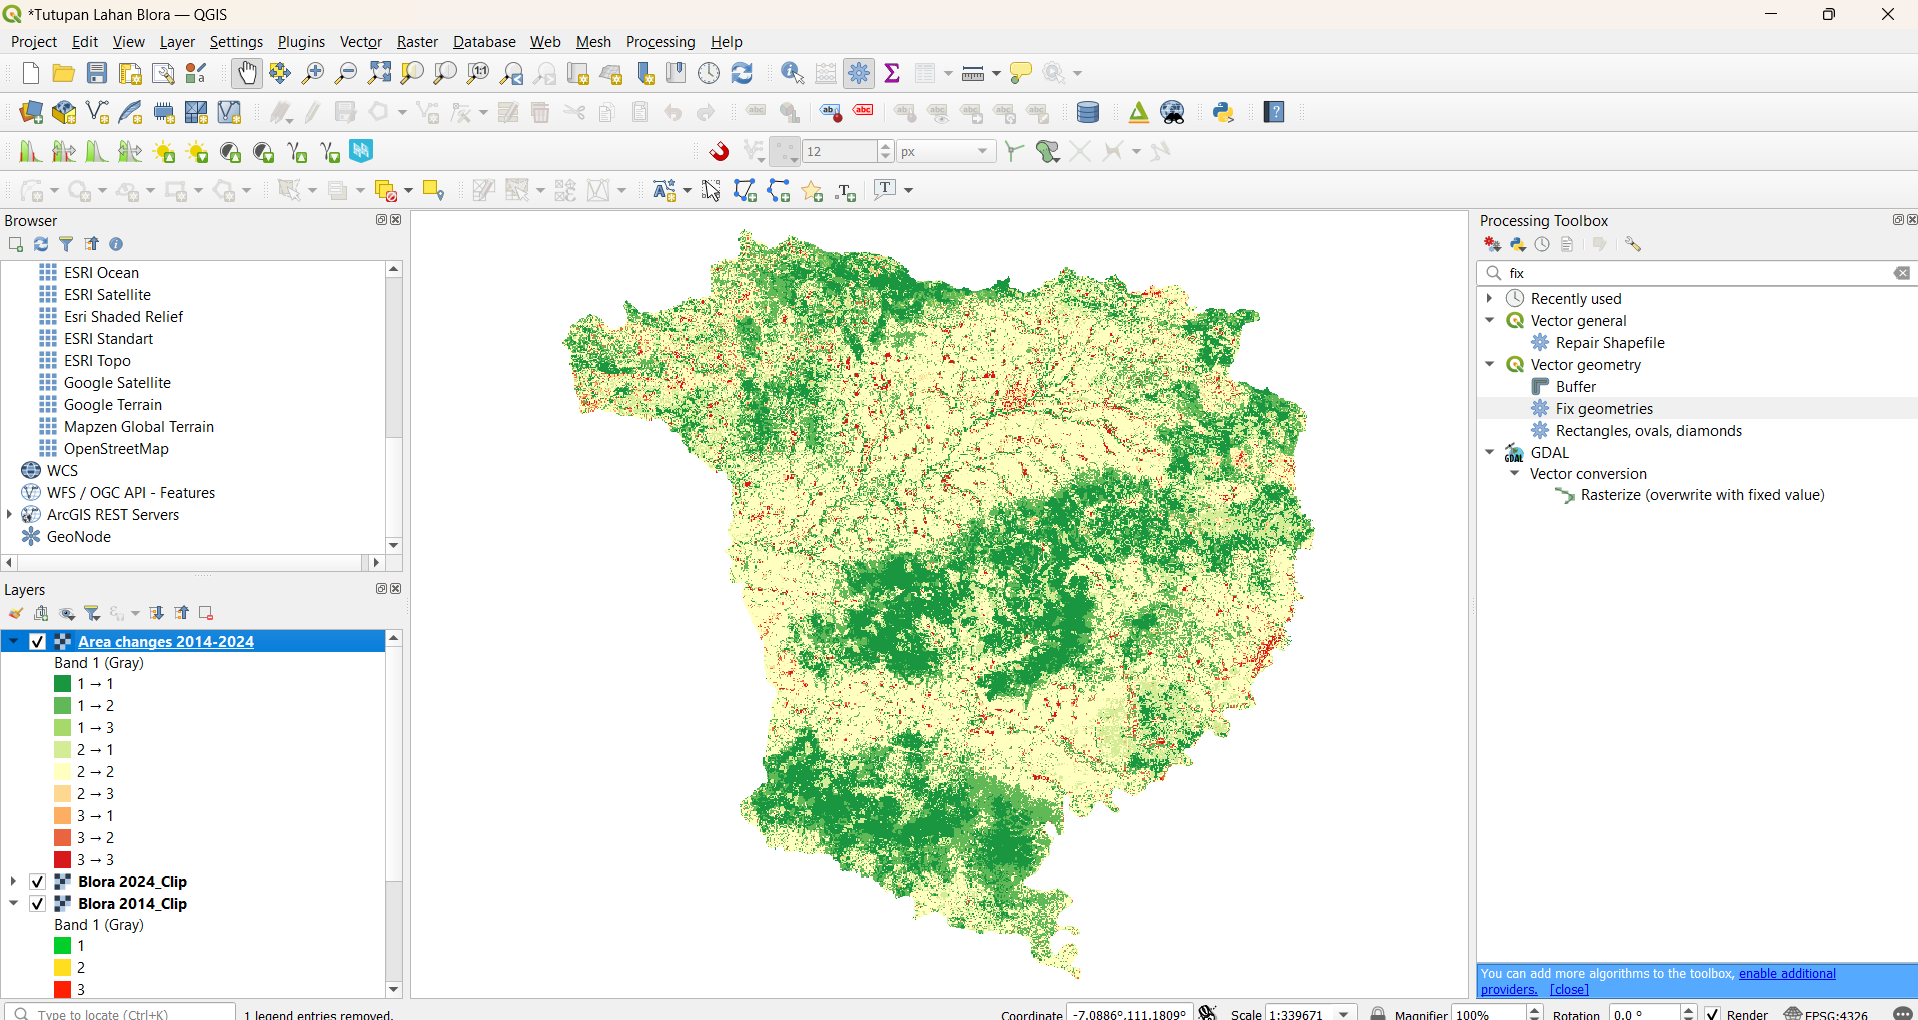 *Tutupan Lahan Blora — QGIS
Project Edit View Layer Settings Plugins Vector Raster Database Web Mesh Processing Help
12 px
Browser
ESRI Ocean
ESRI Satellite
Esri Shaded Relief
ESRI Standart
ESRI Topo
Google Satellite
Google Terrain
Mapzen Global Terrain
OpenStreetMap
WCS
WFS / OGC API - Features
ArcGIS REST Servers
GeoNode
Layers
Area changes 2014-2024
Band 1 (Gray)
1 → 1
1 → 2
1 → 3
2 → 1
2 → 2
2 → 3
3 → 1
3 → 2
3 → 3
Blora 2024_Clip
Blora 2014_Clip
Band 1 (Gray)
1
2
3
Processing Toolbox
fix
Recently used
Vector general
Repair Shapefile
Vector geometry
Buffer
Fix geometries
Rectangles, ovals, diamonds
GDAL
Vector conversion
Rasterize (overwrite with fixed value)
You can add more algorithms to the toolbox, enable additional
providers. [close]
Type to locate (Ctrl+K) 1 legend entries removed. Coordinate -7.0886°,111.1809° Scale 1:339671 Magnifier 100% Rotation 0.0 ° Render EPSG:4326